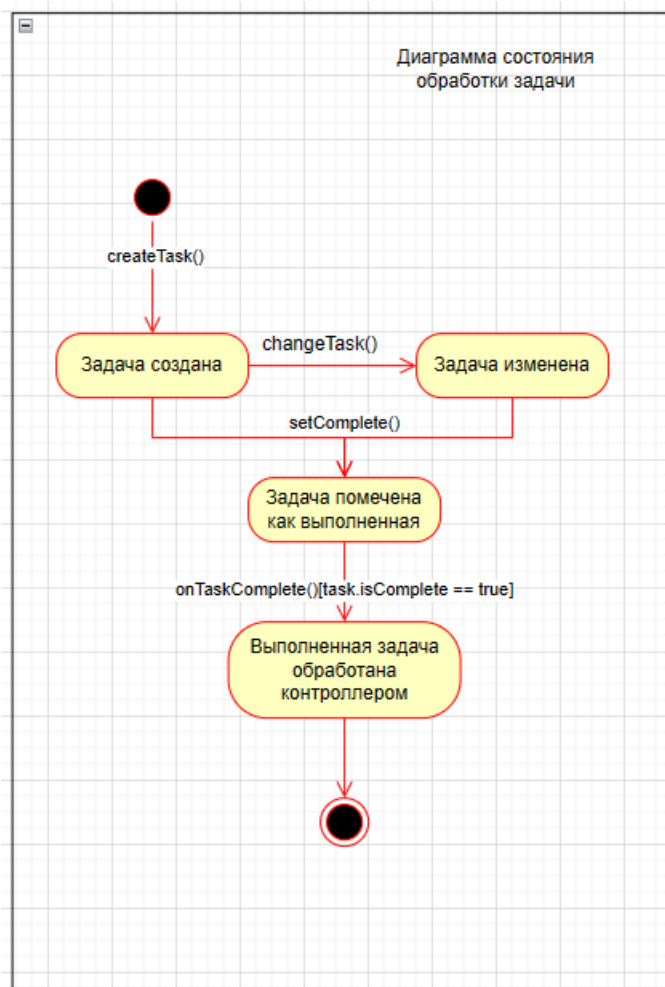 Диаграмма состояния
обработки задачи
createTask()
Задача создана
changeTask()
Задача изменена
setComplete()
Задача помечена
как выполненная
onTaskComplete()[task.isComplete == true]
Выполненная задача
обработана
контроллером